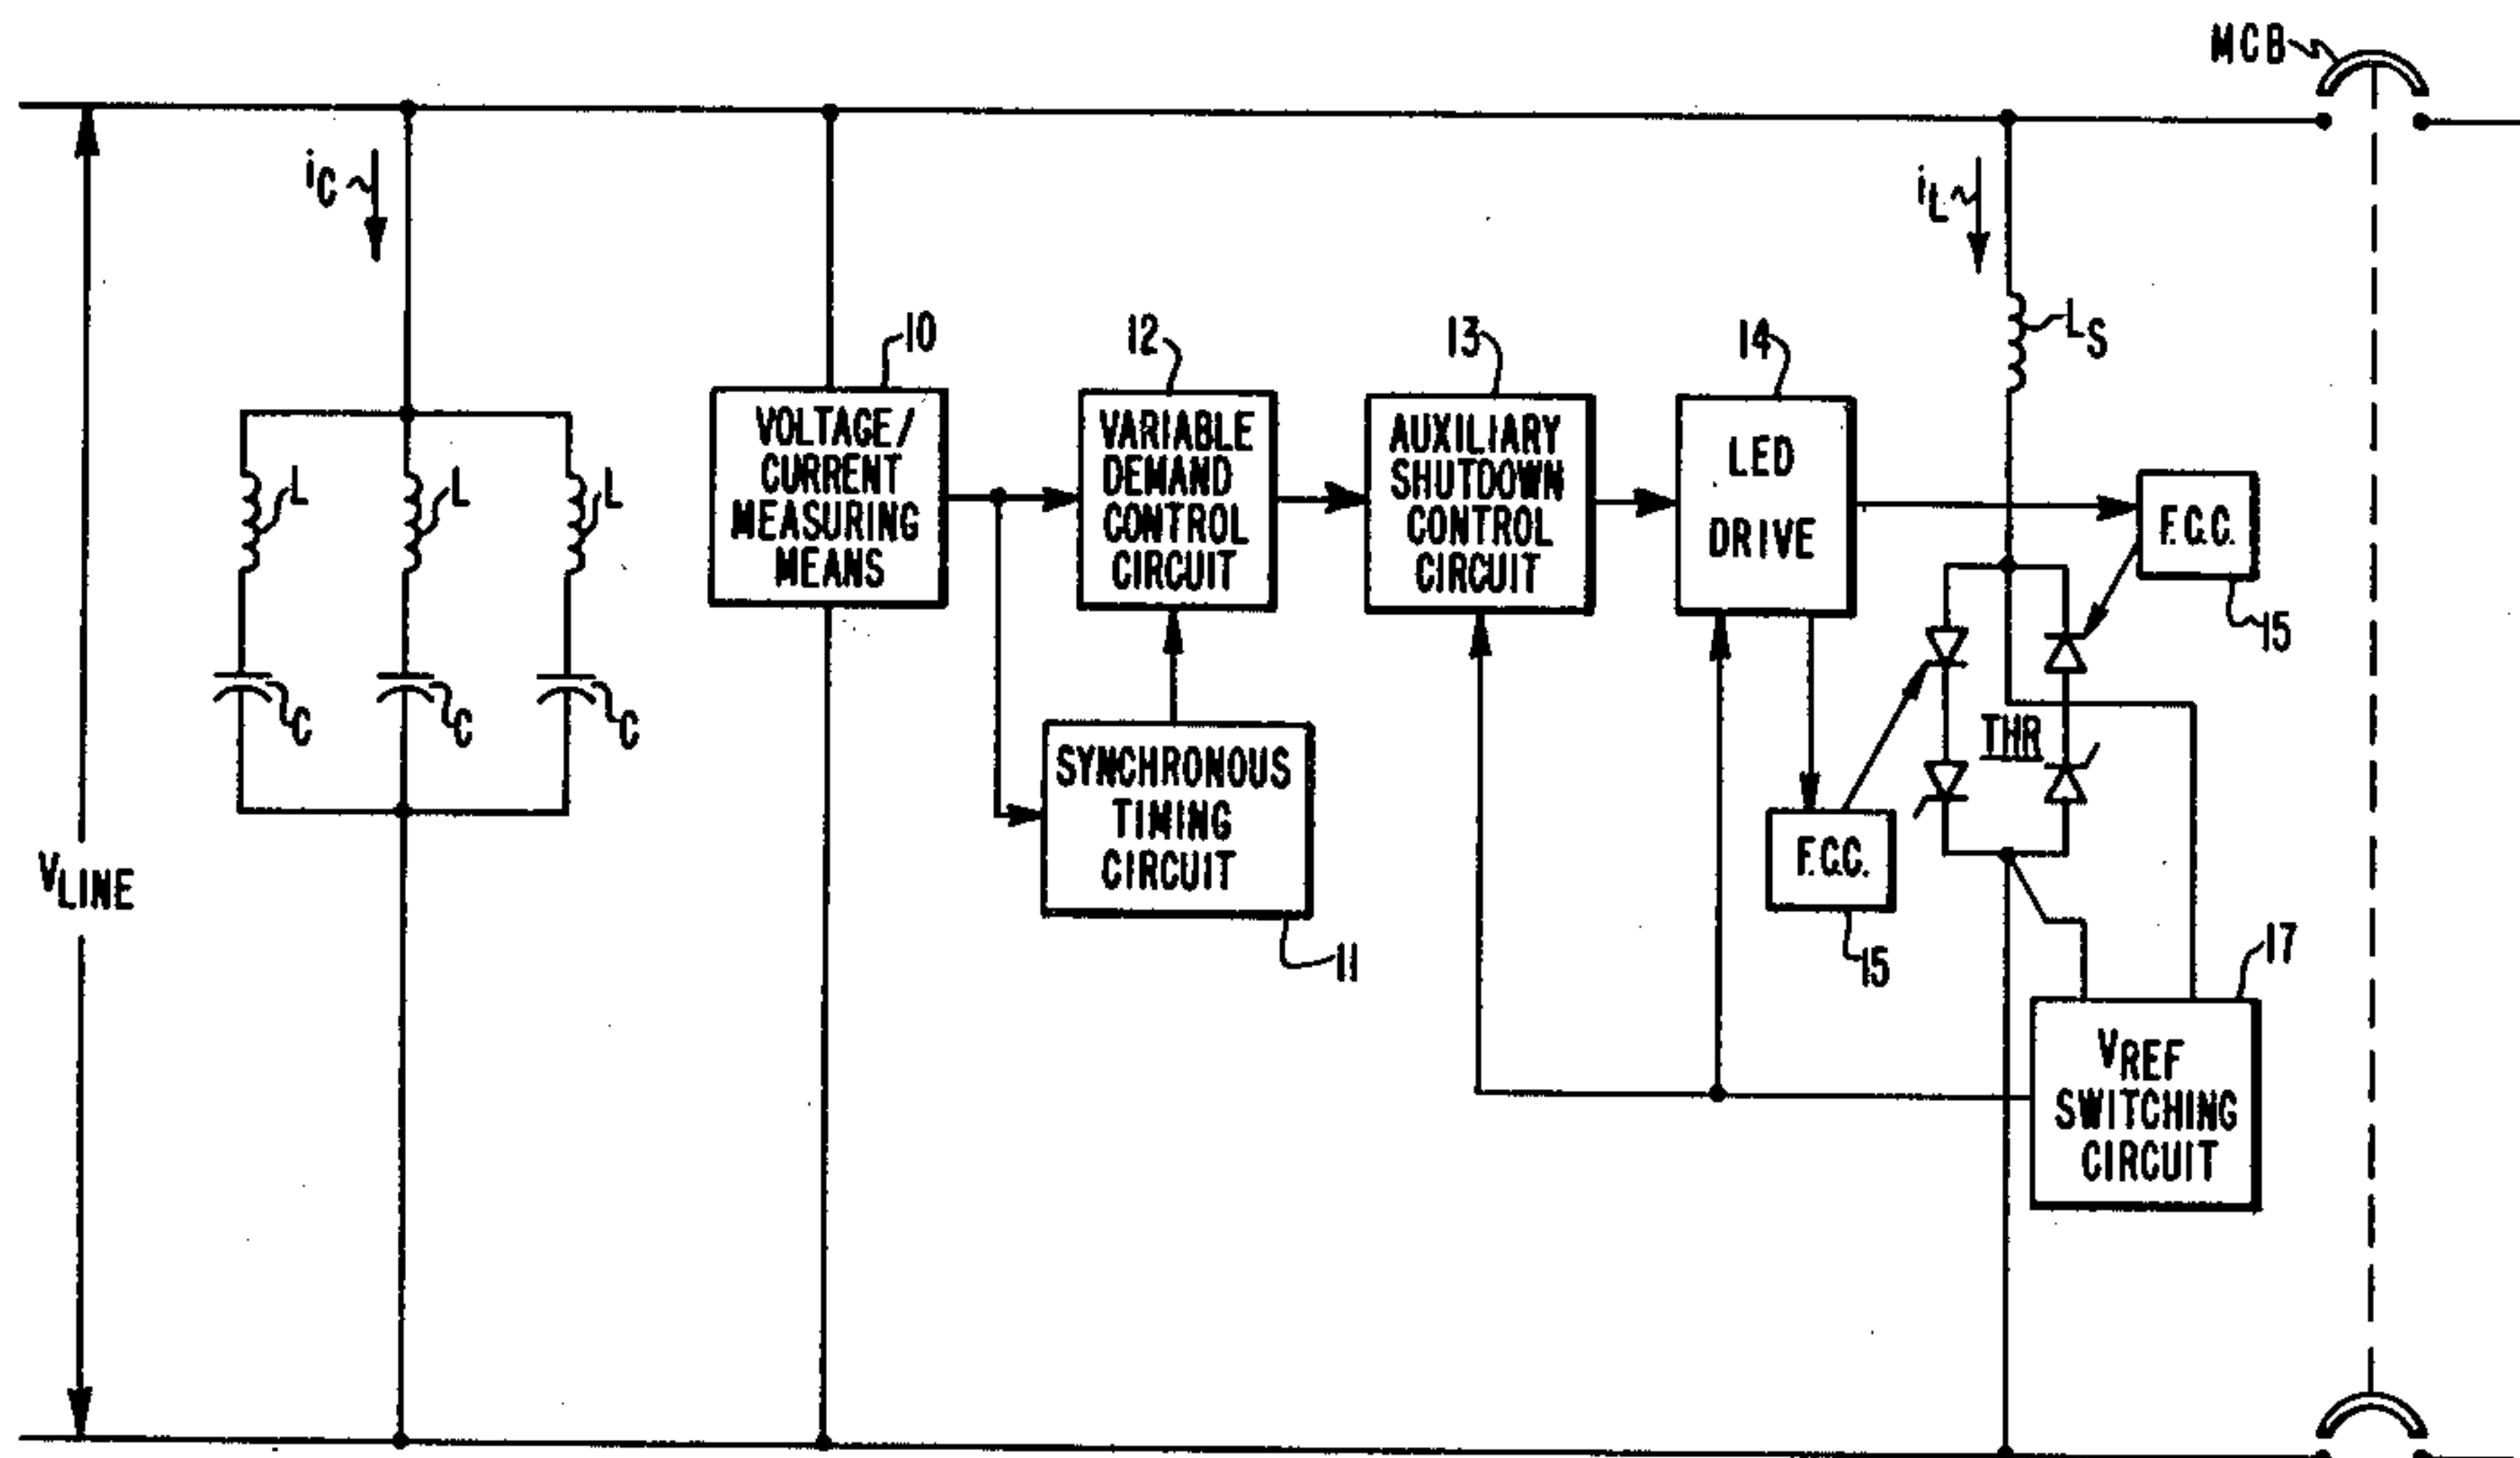 MCB
iC
iL
LS
10
12
13
14
VOLTAGE/
CURRENT
MEASURING
MEANS
VARIABLE
DEMAND
CONTROL
CIRCUIT
AUXILIARY
SHUTDOWN
CONTROL
CIRCUIT
LED
DRIVE
F.G.C.
15
L
L
L
C
C
C
THR
SYNCHRONOUS
TIMING
CIRCUIT
11
F.G.C.
15
VLINE
17
VREF
SWITCHING
CIRCUIT